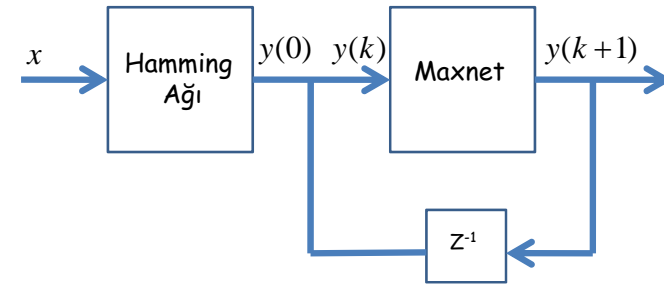 x
Hamming
Ağı
y(0)
y(k)
Maxnet
y(k+1)
Z⁻¹